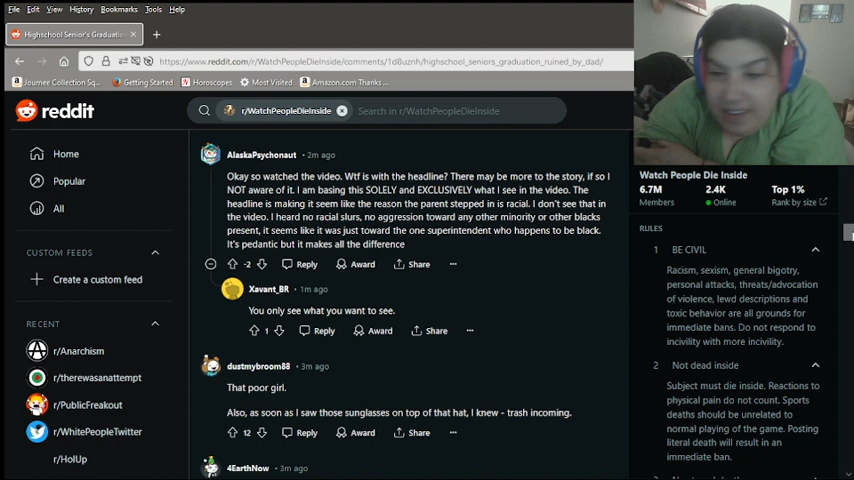 File Edit View History Bookmarks Tools Help
Highschool Senior's Graduatio
https://www.reddit.com/r/WatchPeopleDieInside/comments/1d8uznh/highschool_seniors_graduation_ruined_by_dad/
Journee Collection Sq... Getting Started Horoscopes Most Visited Amazon.com Thanks ...
reddit
r/WatchPeopleDieInside Search in r/WatchPeopleDieInside
Home
Popular
All
CUSTOM FEEDS
Create a custom feed
RECENT
r/Anarchism
r/therewasanattempt
r/PublicFreakout
r/WhitePeopleTwitter
r/HolUp
AlaskaPsychonaut • 2m ago
Okay so watched the video. Wtf is with the headline? There may be more to the story, if so I
NOT aware of it. I am basing this SOLELY and EXCLUSIVELY what I see in the video. The
headline is making it seem like the reason the parent stepped in is racial. I don't see that in
the video. I heard no racial slurs, no aggression toward any other minority or other blacks
present, it seems like it was just toward the one superintendent who happens to be black.
It's pedantic but it makes all the difference
-2 Reply Award Share
Xavant_BR • 1m ago
You only see what you want to see.
1 Reply Award Share
dustmybroom88 • 3m ago
That poor girl.
Also, as soon as I saw those sunglasses on top of that hat, I knew - trash incoming.
12 Reply Award Share
4EarthNow • 3m ago
Watch People Die Inside
6.7M 2.4K Top 1%
Members Online Rank by size
RULES
1 BE CIVIL
Racism, sexism, general bigotry,
personal attacks, threats/advocation
of violence, lewd descriptions and
toxic behavior are all grounds for
immediate bans. Do not respond to
incivility with more incivility.
2 Not dead inside
Subject must die inside. Reactions to
physical pain do not count. Sports
deaths should be unrelated to
normal playing of the game. Posting
literal death will result in an
immediate ban.